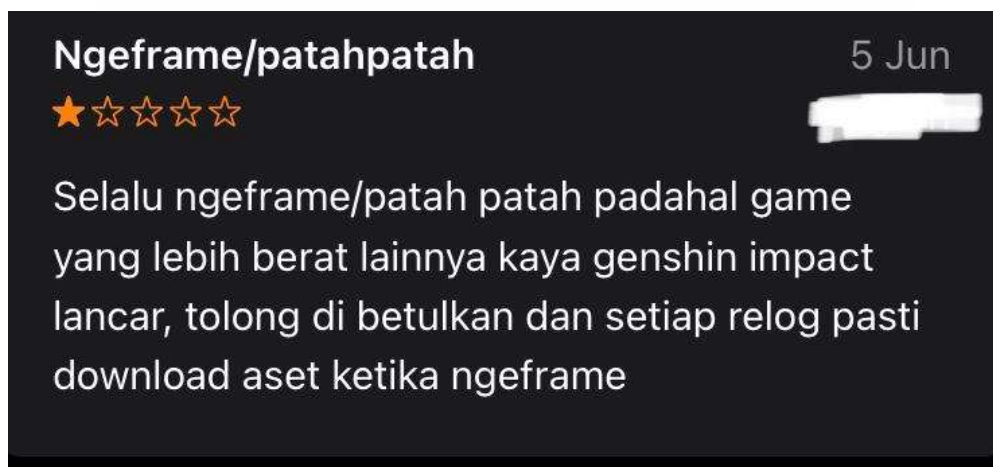 Ngeframe/patahpatah
5 Jun
Selalu ngeframe/patah patah padahal game
yang lebih berat lainnya kaya genshin impact
lancar, tolong di betulkan dan setiap relog pasti
download aset ketika ngeframe